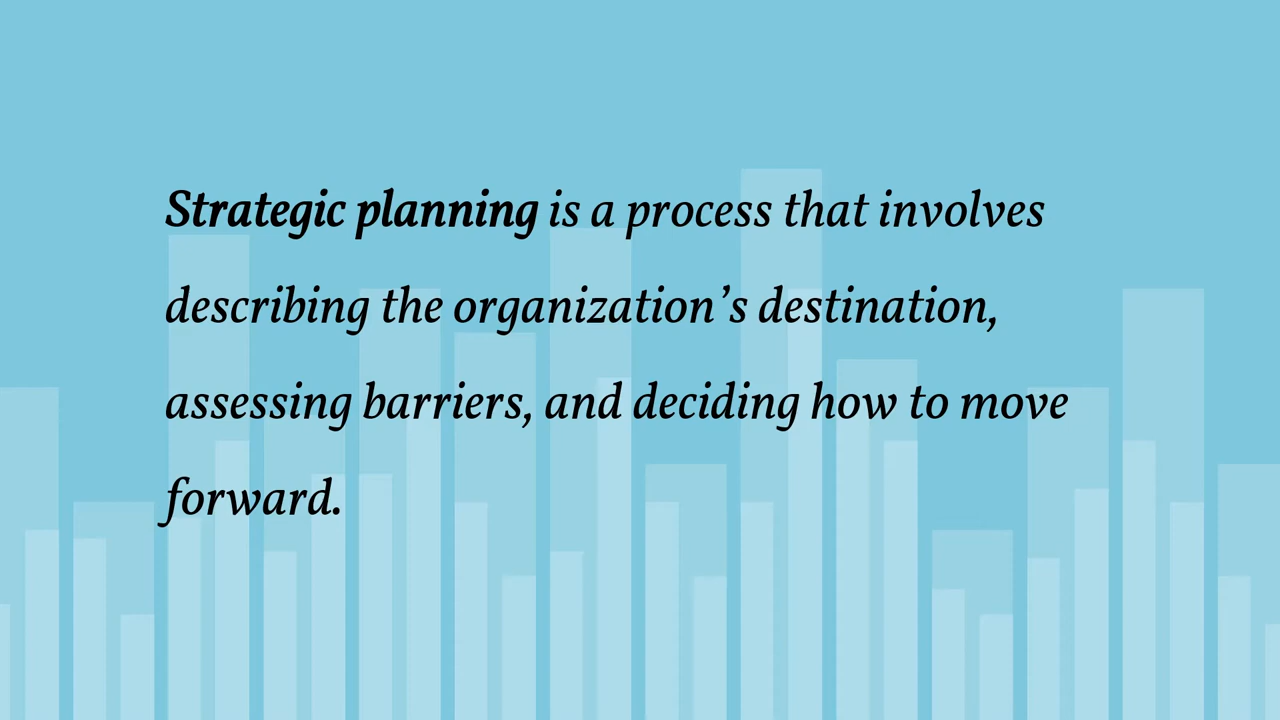 Strategic planning is a process that involves
describing the organization’s destination,
assessing barriers, and deciding how to move
forward.